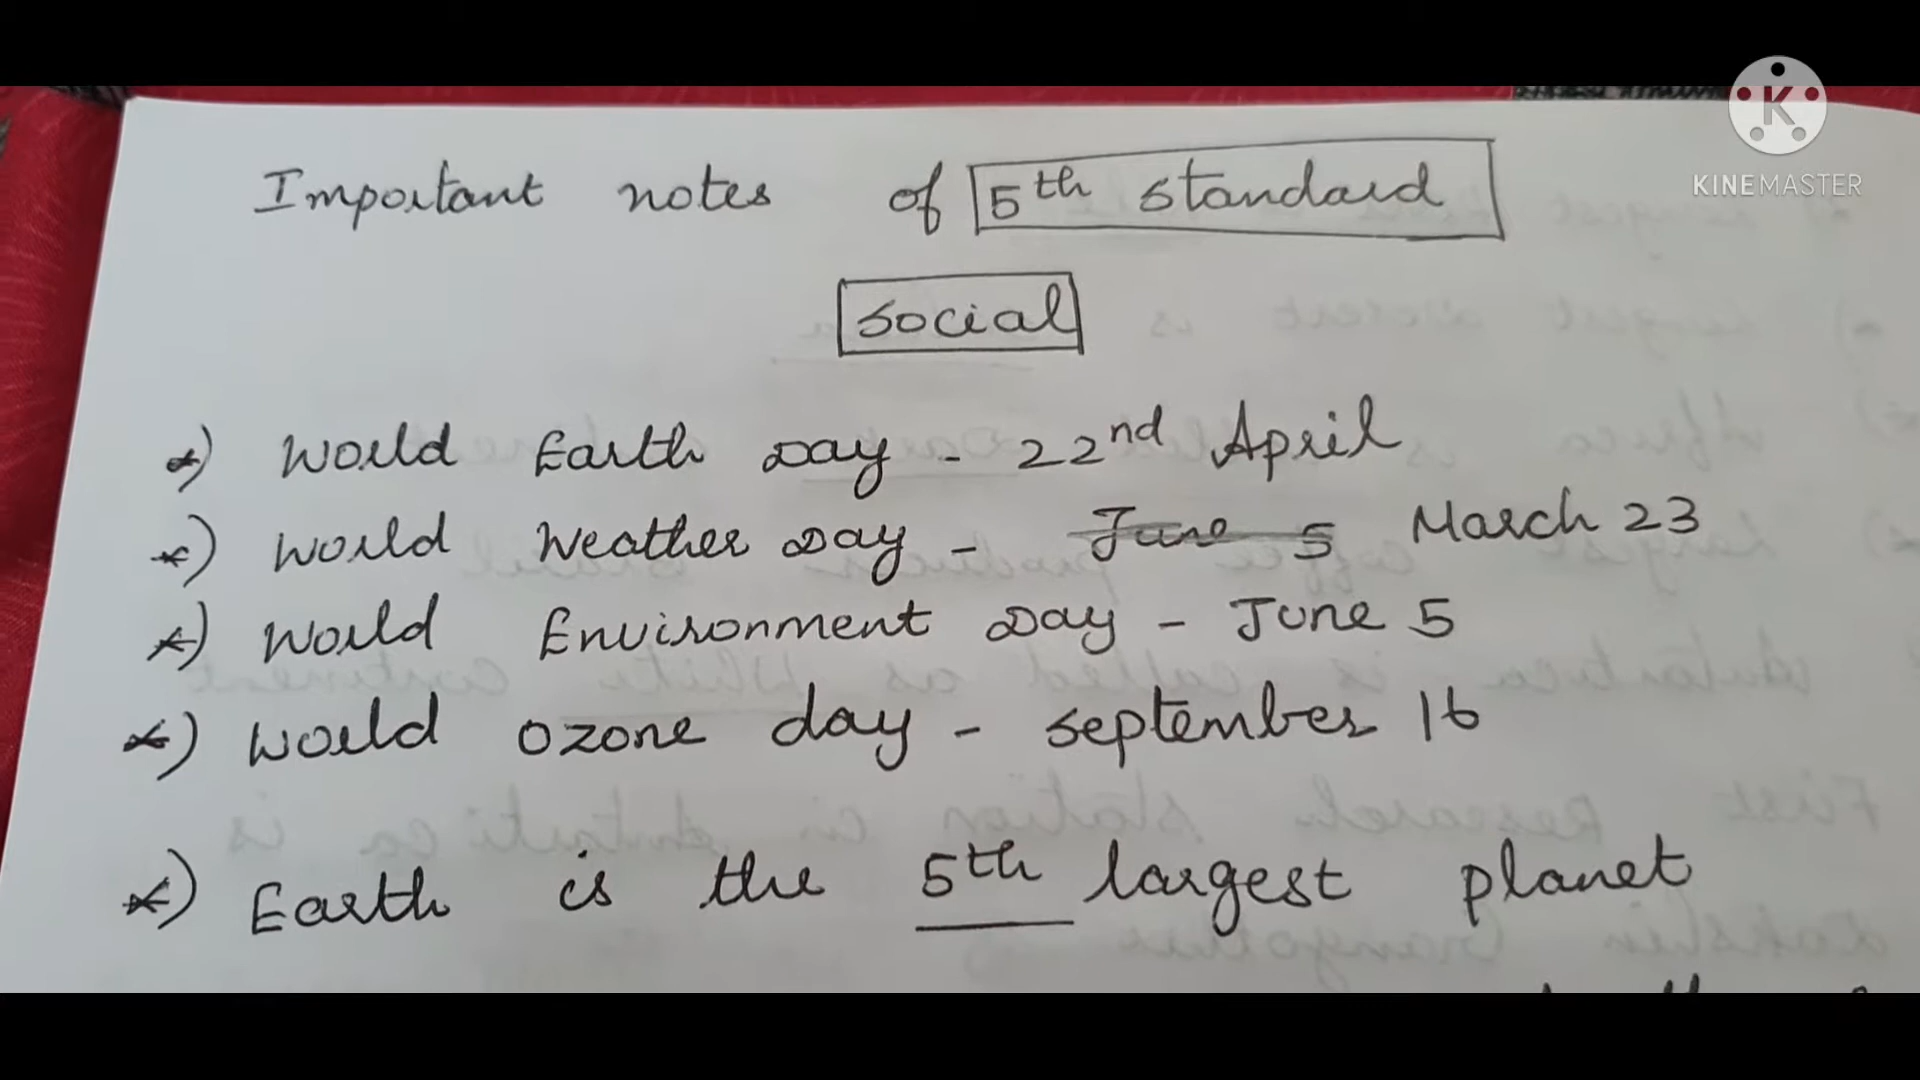 KINEMASTER
Important notes of 5th standard
Social
*) World Earth Day - 22nd April
*) World Weather Day - June 5 March 23
*) World Environment Day - June 5
*) World Ozone day - September 16
*) Earth is the 5th largest planet